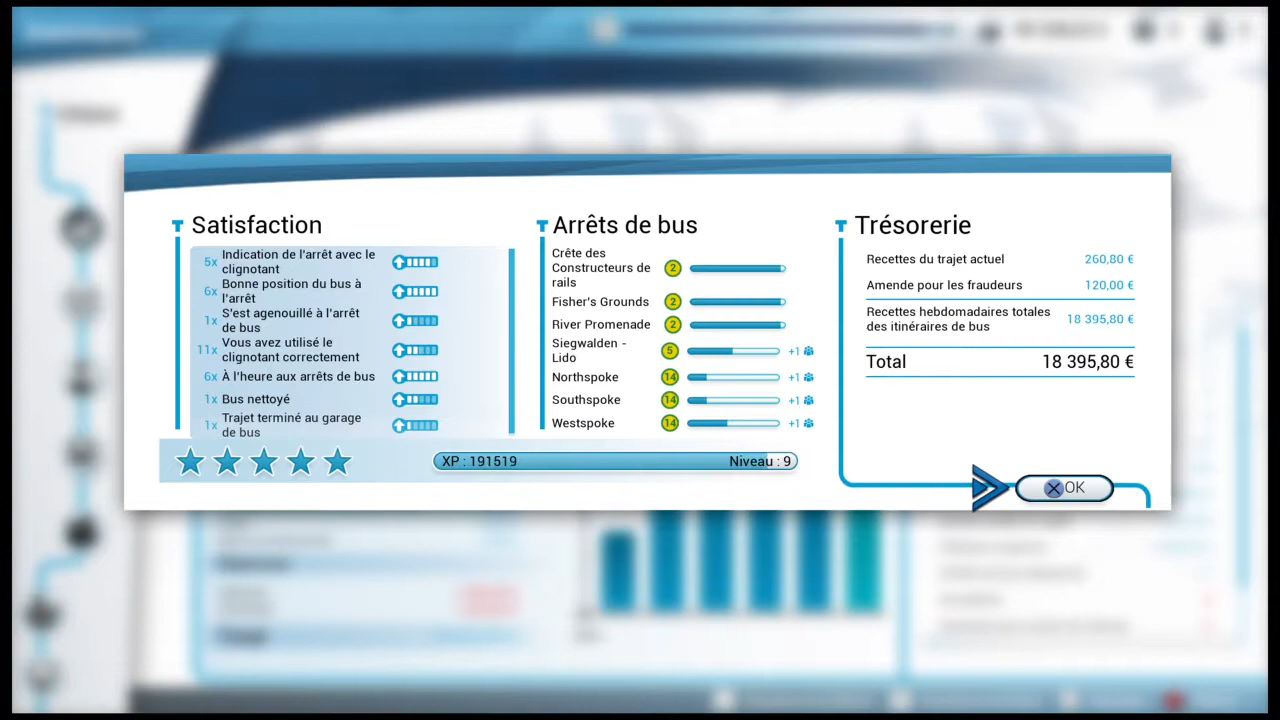 Satisfaction
5x Indication de l'arrêt avec le
clignotant
6x Bonne position du bus à
l'arrêt
1x S'est agenouillé à l'arrêt
de bus
11x Vous avez utilisé le
clignotant correctement
6x À l'heure aux arrêts de bus
1x Bus nettoyé
1x Trajet terminé au garage
de bus
XP : 191519 Niveau : 9
Arrêts de bus
Crête des
Constructeurs de
rails
2
Fisher's Grounds 2
River Promenade 2
Siegwalden -
Lido
5 +1
Northspoke 14 +1
Southspoke 14 +1
Westspoke 14 +1
Trésorerie
Recettes du trajet actuel 260,80 €
Amende pour les fraudeurs 120,00 €
Recettes hebdomadaires totales
des itinéraires de bus
18 395,80 €
Total 18 395,80 €
OK